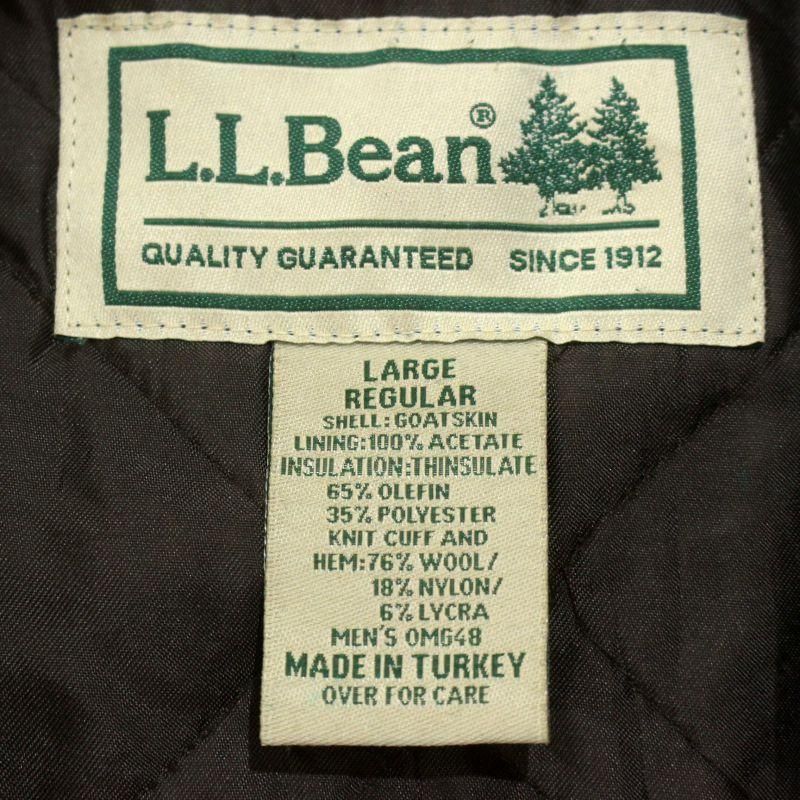 L.L.Bean®
QUALITY GUARANTEED SINCE 1912
LARGE
REGULAR
SHELL: GOATSKIN
LINING:100% ACETATE
INSULATION:THINSULATE
65% OLEFIN
35% POLYESTER
KNIT CUFF AND
HEM:76% WOOL/
18% NYLON/
6% LYCRA
MEN'S OMG48
MADE IN TURKEY
OVER FOR CARE